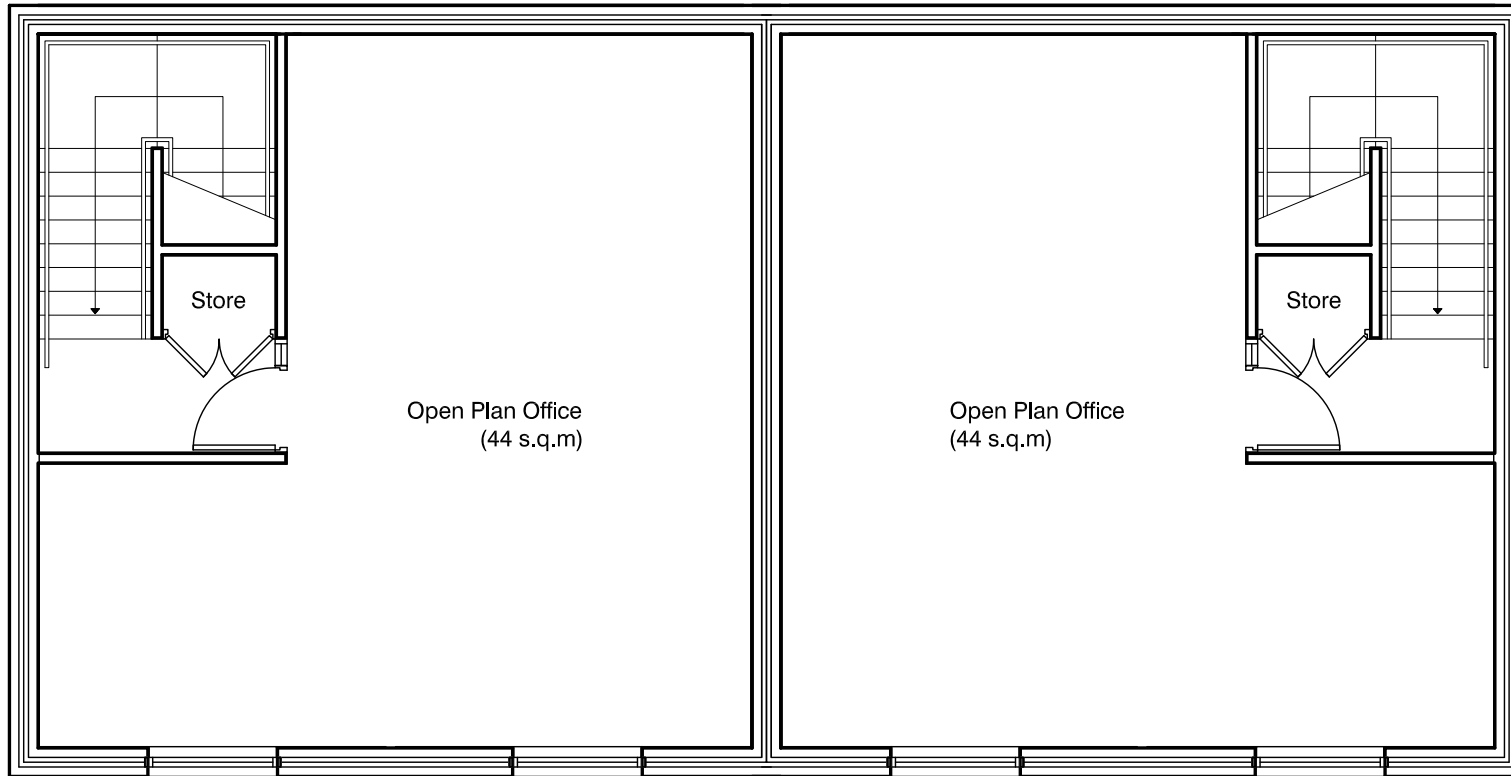 Store
Store
Open Plan Office
(44 s.q.m)
Open Plan Office
(44 s.q.m)